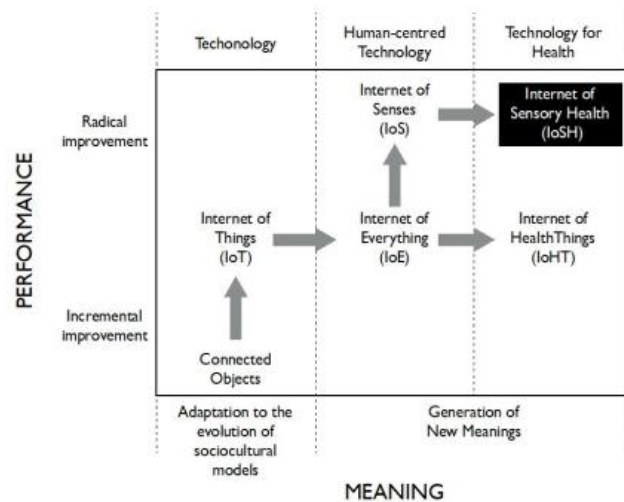 Techonology
Human-centred
Technology
Technology for
Health
PERFORMANCE
Radical
improvement
Internet of
Senses
(IoS)
Internet of
Sensory Health
(IoSH)
Internet of
Things
(IoT)
Internet of
Everything
(IoE)
Internet of
HealthThings
(IoHT)
Incremental
improvement
Connected
Objects
Adaptation to the
evolution of
sociocultural
models
Generation of
New Meanings
MEANING